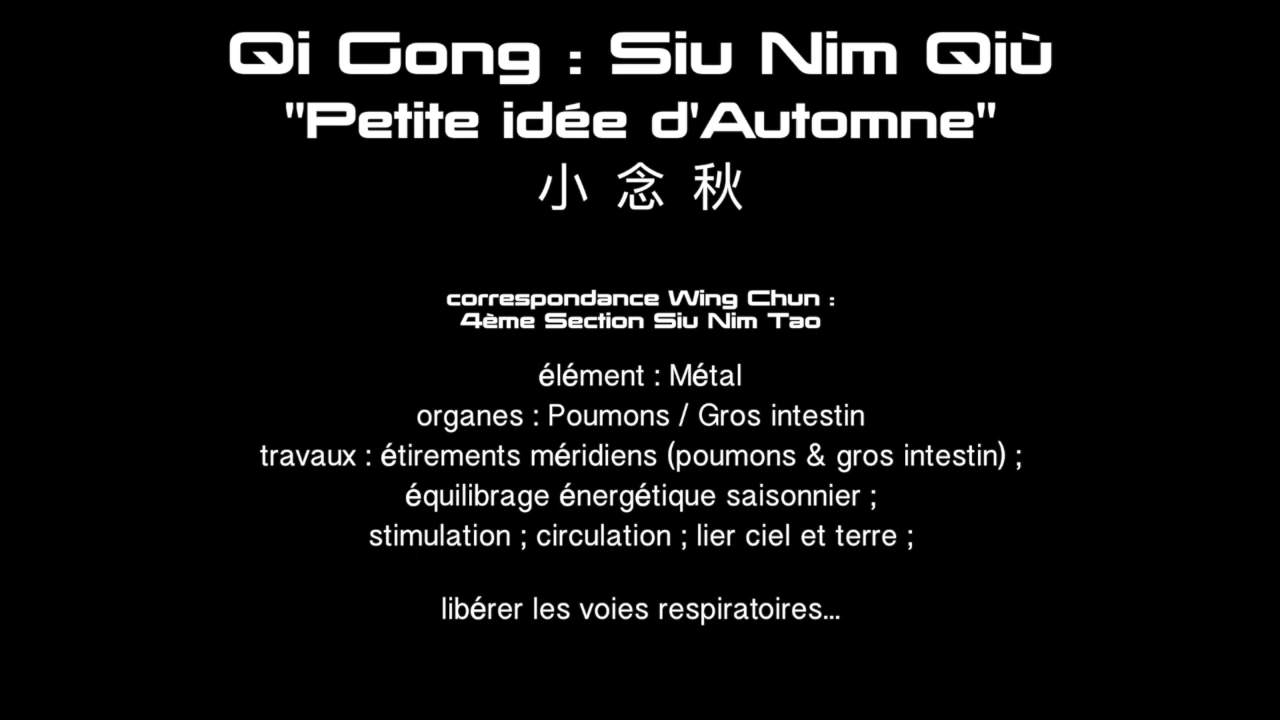 Qi Gong : Siu Nim Qiù
"Petite idée d'Automne"
小 念 秋
correspondance Wing Chun :
4ème Section Siu Nim Tao
élément : Métal
organes : Poumons / Gros intestin
travaux : étirements méridiens (poumons & gros intestin) ;
équilibrage énergétique saisonnier ;
stimulation ; circulation ; lier ciel et terre ;
libérer les voies respiratoires...